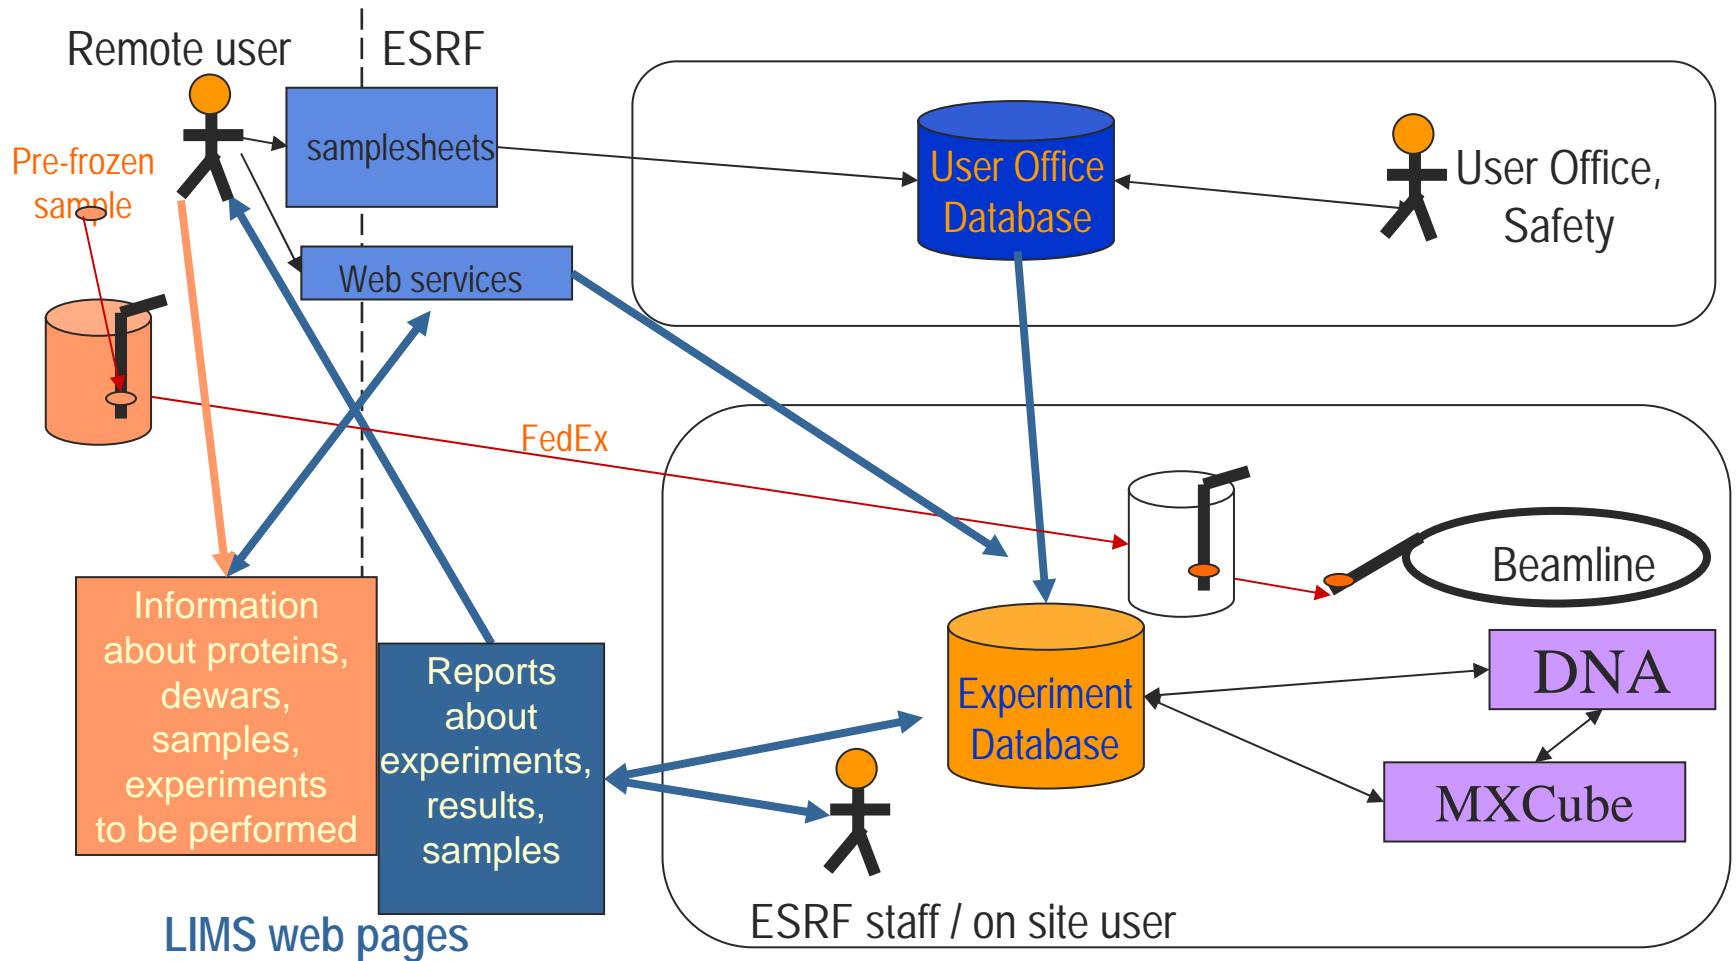 Remote user
ESRF
samplesheets
Pre-frozen
sample
User Office
Database
User Office,
Safety
Web services
FedEx
Beamline
Information
about proteins,
dewars,
samples,
experiments
to be performed
Reports
about
experiments,
results,
samples
Experiment
Database
DNA
MXCube
ESRF staff / on site user
LIMS web pages